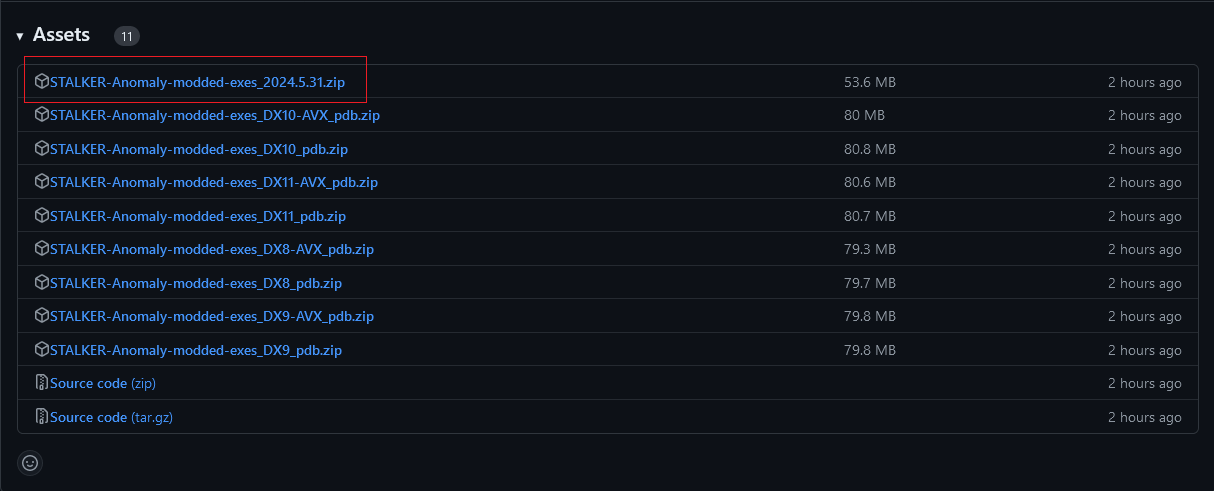 Assets 11
STALKER-Anomaly-modded-exes_2024.5.31.zip 53.6 MB 2 hours ago
STALKER-Anomaly-modded-exes_DX10-AVX_pdb.zip 80 MB 2 hours ago
STALKER-Anomaly-modded-exes_DX10_pdb.zip 80.8 MB 2 hours ago
STALKER-Anomaly-modded-exes_DX11-AVX_pdb.zip 80.6 MB 2 hours ago
STALKER-Anomaly-modded-exes_DX11_pdb.zip 80.7 MB 2 hours ago
STALKER-Anomaly-modded-exes_DX8-AVX_pdb.zip 79.3 MB 2 hours ago
STALKER-Anomaly-modded-exes_DX8_pdb.zip 79.7 MB 2 hours ago
STALKER-Anomaly-modded-exes_DX9-AVX_pdb.zip 79.8 MB 2 hours ago
STALKER-Anomaly-modded-exes_DX9_pdb.zip 79.8 MB 2 hours ago
Source code (zip) 2 hours ago
Source code (tar.gz) 2 hours ago